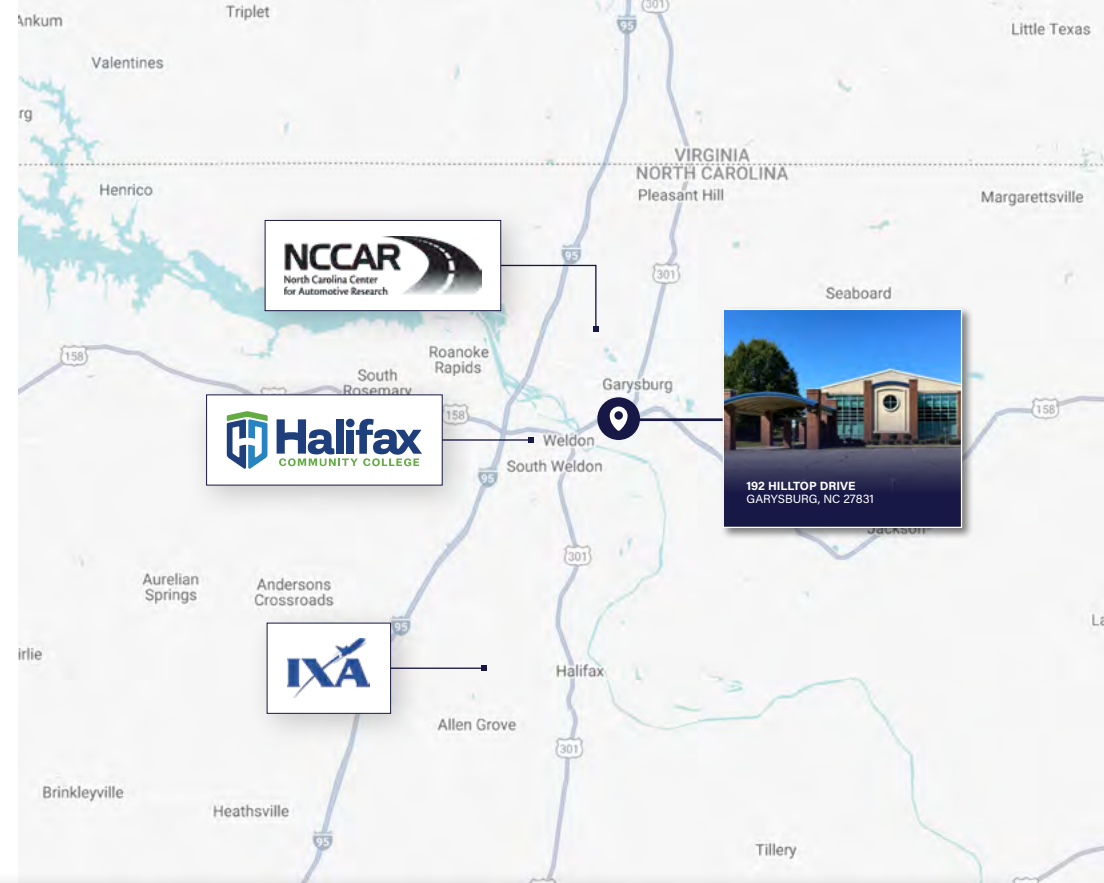 Ankum
Triplet
301
95
Little Texas
Valentines
rg
VIRGINIA
NORTH CAROLINA
Henrico
Pleasant Hill
Margarettsville
NCCAR
North Carolina Center
for Automotive Research
95
301
Seaboard
158
Roanoke
Rapids
South
Rosemary
Garysburg
158
158
Halifax
COMMUNITY COLLEGE
Weldon
South Weldon
95
192 HILLTOP DRIVE
GARYSBURG, NC 27831
Jackson
301
Aurelian
Springs
Andersons
Crossroads
95
La
irlie
IXA
Halifax
Allen Grove
301
Brinkleyville
Heathsville
95
Tillery